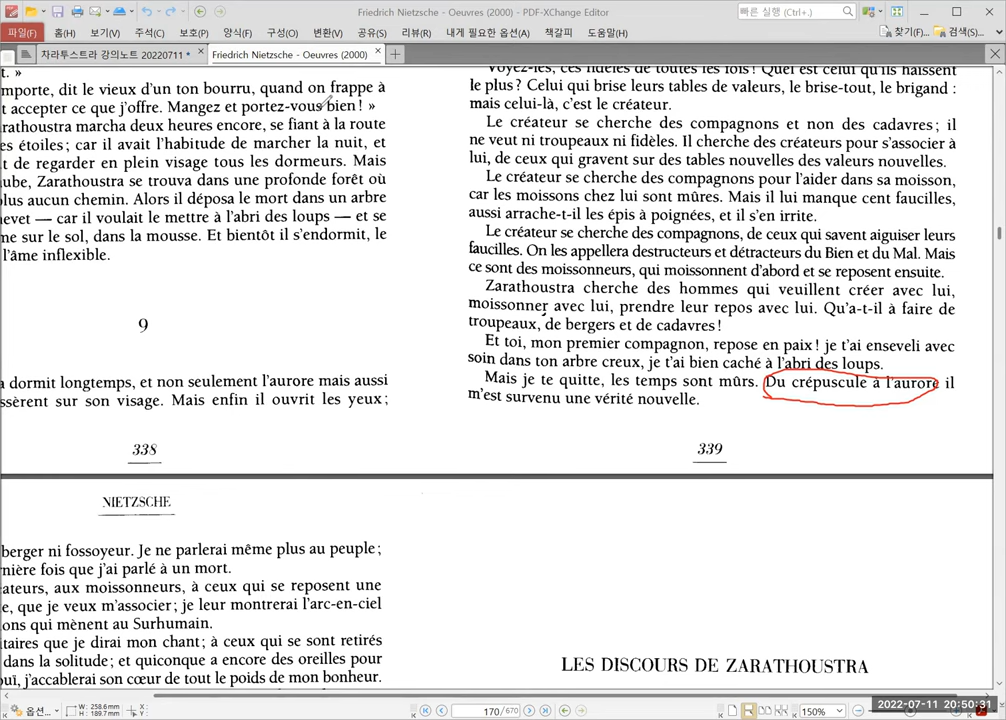 Friedrich Nietzsche - Oeuvres (2000) - PDF-XChange Editor
빠른 실행 (Ctrl+.)
파일(F) 홈(H) 보기(V) 주석(C) 보호(P) 양식(F) 구성(O) 변환(V) 공유(S) 리뷰(R) 내게 필요한 옵션(A) 책갈피 도움말(H) 찾기(F)... 검색(S)...
차라투스트라 강의노트 20220711 * Friedrich Nietzsche - Oeuvres (2000)
t. »
mporte, dit le vieux d'un ton bourru, quand on frappe à
t accepter ce que j'offre. Mangez et portez-vous bien ! »
rathoustra marcha deux heures encore, se fiant à la route
es étoiles ; car il avait l'habitude de marcher la nuit, et
it de regarder en plein visage tous les dormeurs. Mais
ube, Zarathoustra se trouva dans une profonde forêt où
plus aucun chemin. Alors il déposa le mort dans un arbre
hevet — car il voulait le mettre à l'abri des loups — et se
ne sur le sol, dans la mousse. Et bientôt il s'endormit, le
l'âme inflexible.
9
a dormit longtemps, et non seulement l'aurore mais aussi
ssèrent sur son visage. Mais enfin il ouvrit les yeux ;
338
Voyez-les, ces fidèles de toutes les fois ! Quel est celui qu'ils haïssent
le plus ? Celui qui brise leurs tables de valeurs, le brise-tout, le brigand :
mais celui-là, c'est le créateur.
Le créateur se cherche des compagnons et non des cadavres ; il
ne veut ni troupeaux ni fidèles. Il cherche des créateurs pour s'associer à
lui, de ceux qui gravent sur des tables nouvelles des valeurs nouvelles.
Le créateur se cherche des compagnons pour l'aider dans sa moisson,
car les moissons chez lui sont mûres. Mais il lui manque cent faucilles,
aussi arrache-t-il les épis à poignées, et il s'en irrite.
Le créateur se cherche des compagnons, de ceux qui savent aiguiser leurs
faucilles. On les appellera destructeurs et détracteurs du Bien et du Mal. Mais
ce sont des moissonneurs, qui moissonnent d'abord et se reposent ensuite.
Zarathoustra cherche des hommes qui veuillent créer avec lui,
moissonner avec lui, prendre leur repos avec lui. Qu'a-t-il à faire de
troupeaux, de bergers et de cadavres !
Et toi, mon premier compagnon, repose en paix ! je t'ai enseveli avec
soin dans ton arbre creux, je t'ai bien caché à l'abri des loups.
Mais je te quitte, les temps sont mûrs. Du crépuscule à l'aurore il
m'est survenu une vérité nouvelle.
339
NIETZSCHE
berger ni fossoyeur. Je ne parlerai même plus au peuple ;
nière fois que j'ai parlé à un mort.
éateurs, aux moissonneurs, à ceux qui se reposent une
e, que je veux m'associer ; je leur montrerai l'arc-en-ciel
ons qui mènent au Surhumain.
itaires que je dirai mon chant ; à ceux qui se sont retirés
dans la solitude ; et quiconque a encore des oreilles pour
ouï, j'accablerai son cœur de tout le poids de mon bonheur.
LES DISCOURS DE ZARATHOUSTRA
옵션... W: 258.6mm H: 189.7mm X: Y: 170 /670 150%
2022-07-11 20:50:31